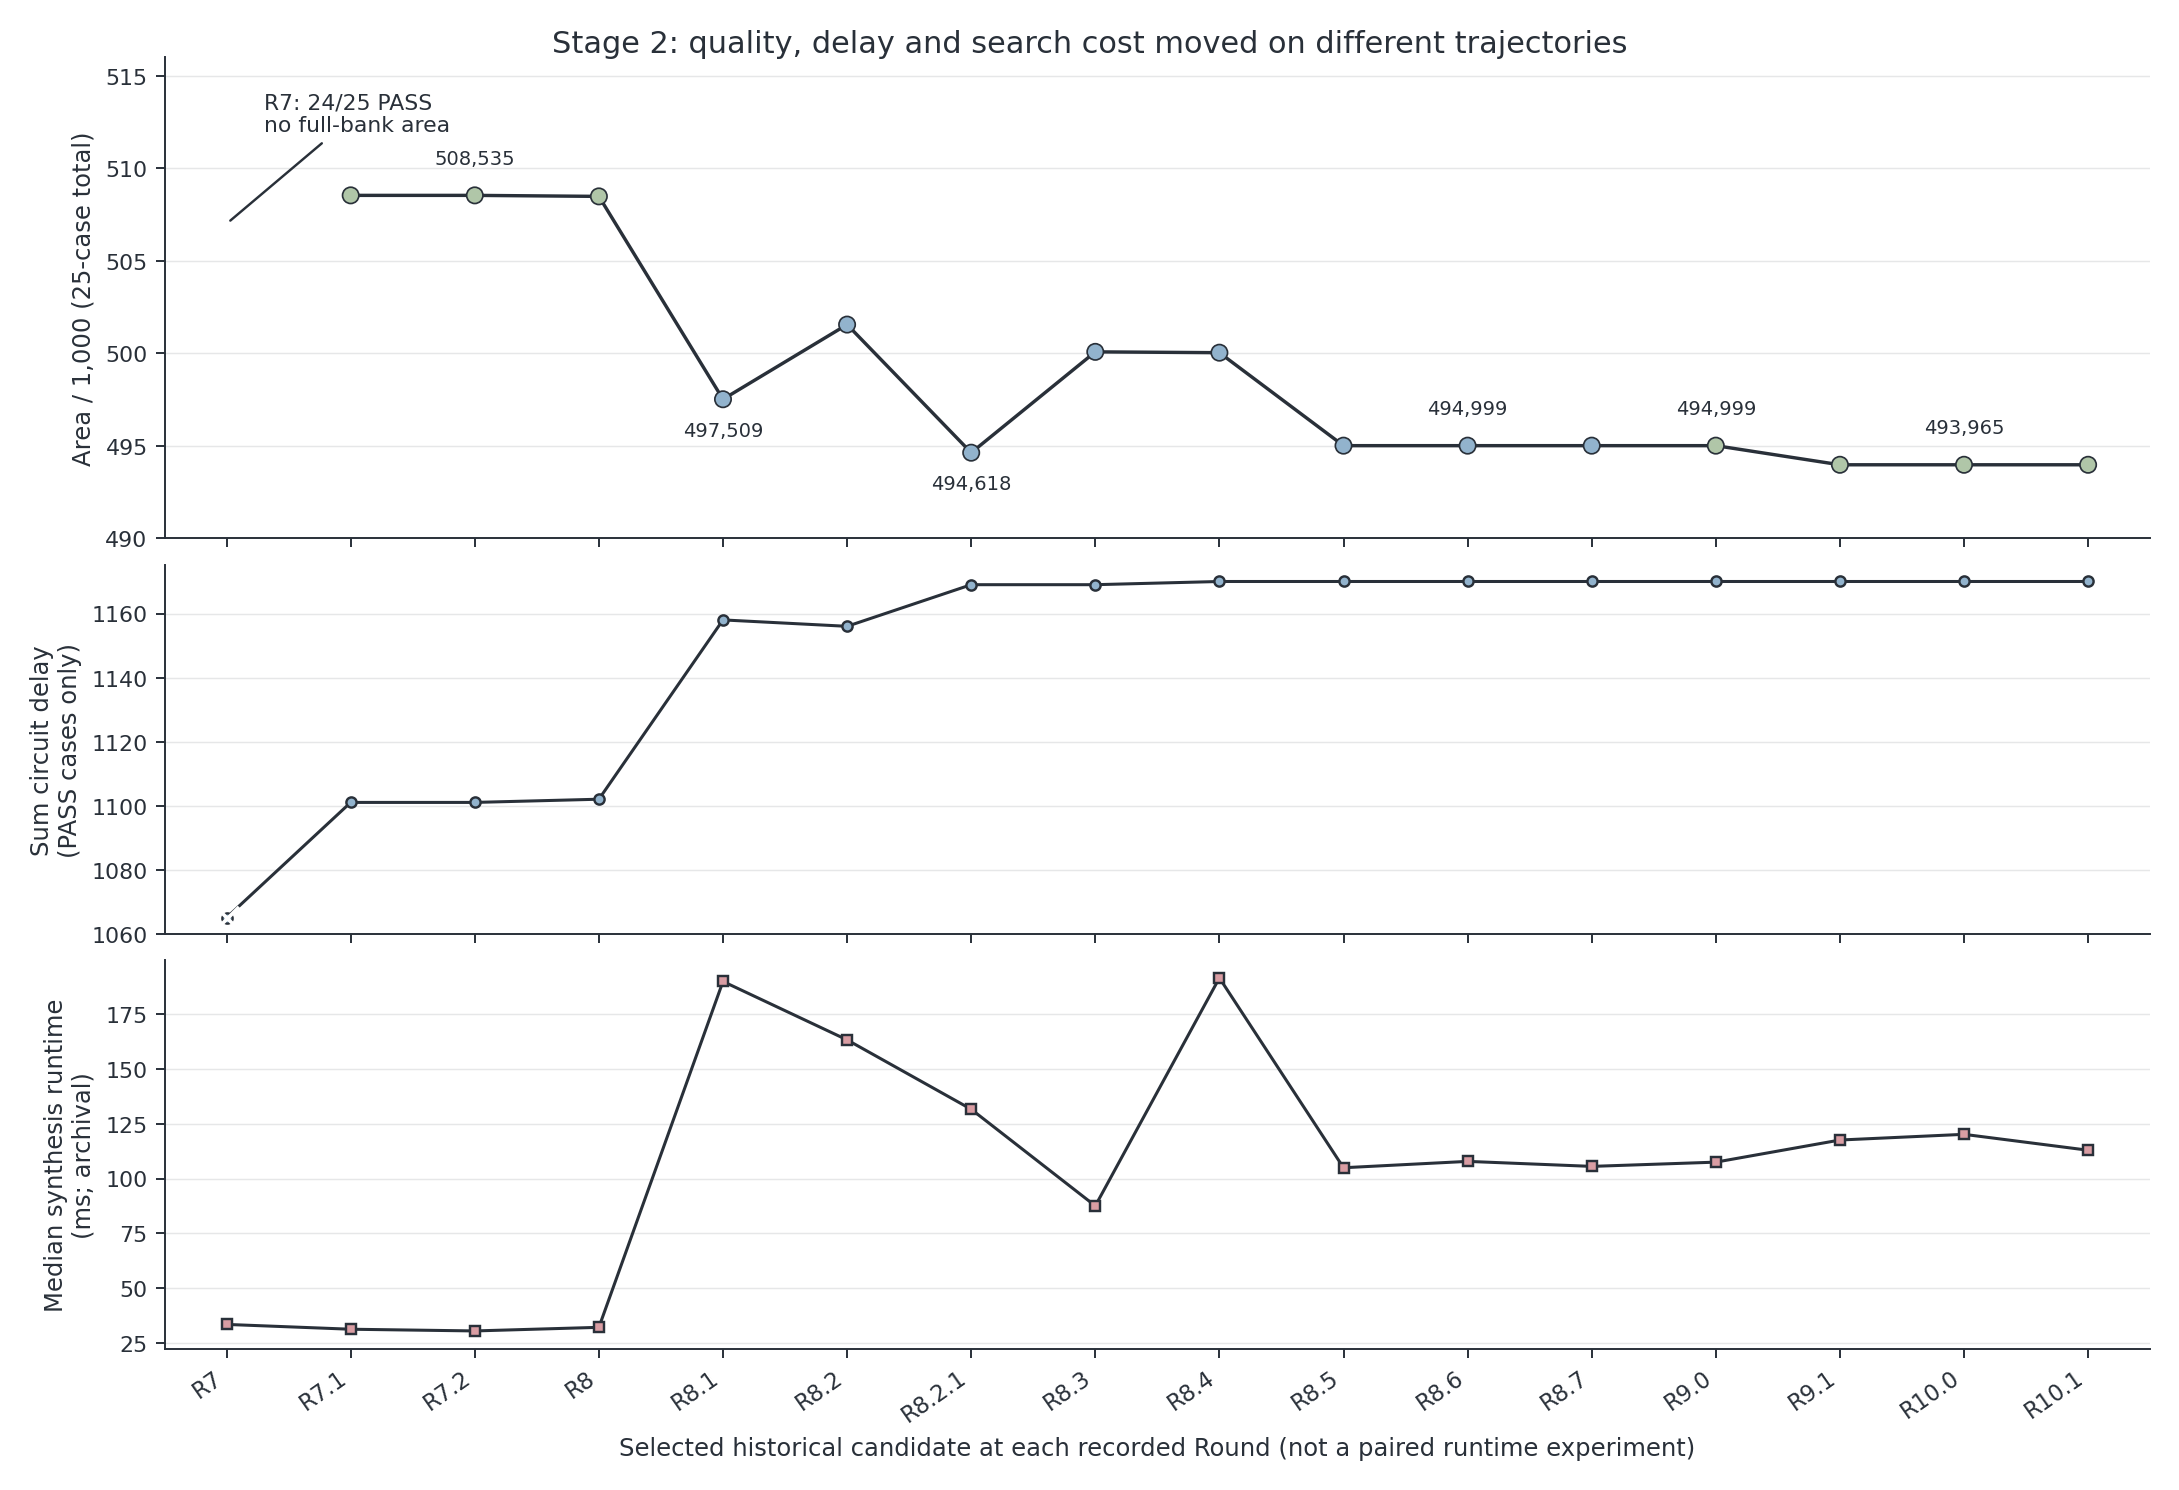 Stage 2: quality, delay and search cost moved on different trajectories
Area / 1,000 (25-case total)
515
510
505
500
495
490
R7: 24/25 PASS
no full-bank area
508,535
497,509
494,618
494,999
494,999
493,965
Sum circuit delay
(PASS cases only)
1160
1140
1120
1100
1080
1060
Median synthesis runtime
(ms; archival)
175
150
125
100
75
50
25
R7
R7.1
R7.2
R8
R8.1
R8.2
R8.2.1
R8.3
R8.4
R8.5
R8.6
R8.7
R9.0
R9.1
R10.0
R10.1
Selected historical candidate at each recorded Round (not a paired runtime experiment)